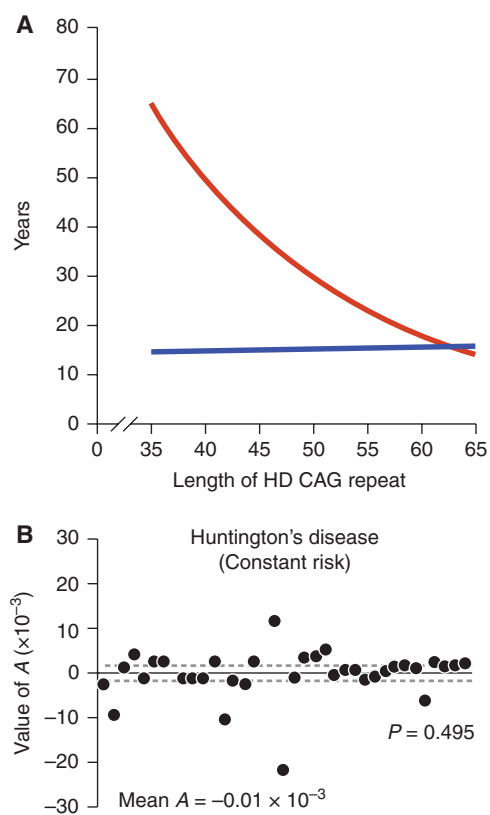 A
80
70
60
50
40
30
20
10
0
Years
0 35 40 45 50 55 60 65
Length of HD CAG repeat
B
Huntington's disease
(Constant risk)
30
20
10
0
–10
–20
–30
Value of A (×10⁻³)
P = 0.495
Mean A = –0.01 × 10⁻³